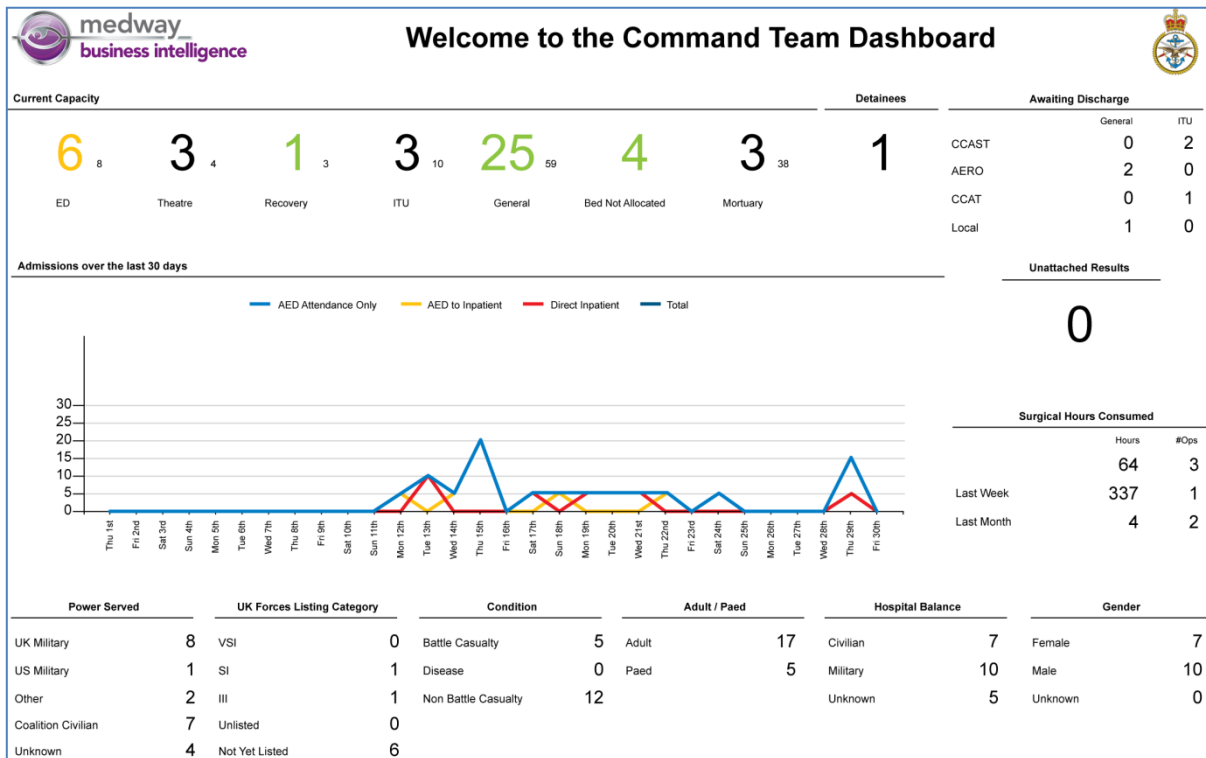 medway
business intelligence
Welcome to the Command Team Dashboard
Current Capacity
Detainees
Awaiting Discharge
General ITU
6 8 3 4 1 3 3 10 25 59 4 3 38 1
ED Theatre Recovery ITU General Bed Not Allocated Mortuary
CCAST 0 2
AERO 2 0
CCAT 0 1
Local 1 0
Admissions over the last 30 days
Unattached Results
0
AED Attendance Only AED to Inpatient Direct Inpatient Total
30
25
20
15
10
5
0
Thu 1st
Fri 2nd
Sat 3rd
Sun 4th
Mon 5th
Tue 6th
Wed 7th
Thu 8th
Fri 9th
Sat 10th
Sun 11th
Mon 12th
Tue 13th
Wed 14th
Thu 15th
Fri 16th
Sat 17th
Sun 18th
Mon 19th
Tue 20th
Wed 21st
Thu 22nd
Fri 23rd
Sat 24th
Sun 25th
Mon 26th
Tue 27th
Wed 28th
Thu 29th
Fri 30th
Surgical Hours Consumed
Hours #Ops
64 3
Last Week 337 1
Last Month 4 2
Power Served
UK Military 8
US Military 1
Other 2
Coalition Civilian 7
Unknown 4
UK Forces Listing Category
VSI 0
SI 1
III 1
Unlisted 0
Not Yet Listed 6
Condition
Battle Casualty 5
Disease 0
Non Battle Casualty 12
Adult / Paed
Adult 17
Paed 5
Hospital Balance
Civilian 7
Military 10
Unknown 5
Gender
Female 7
Male 10
Unknown 0